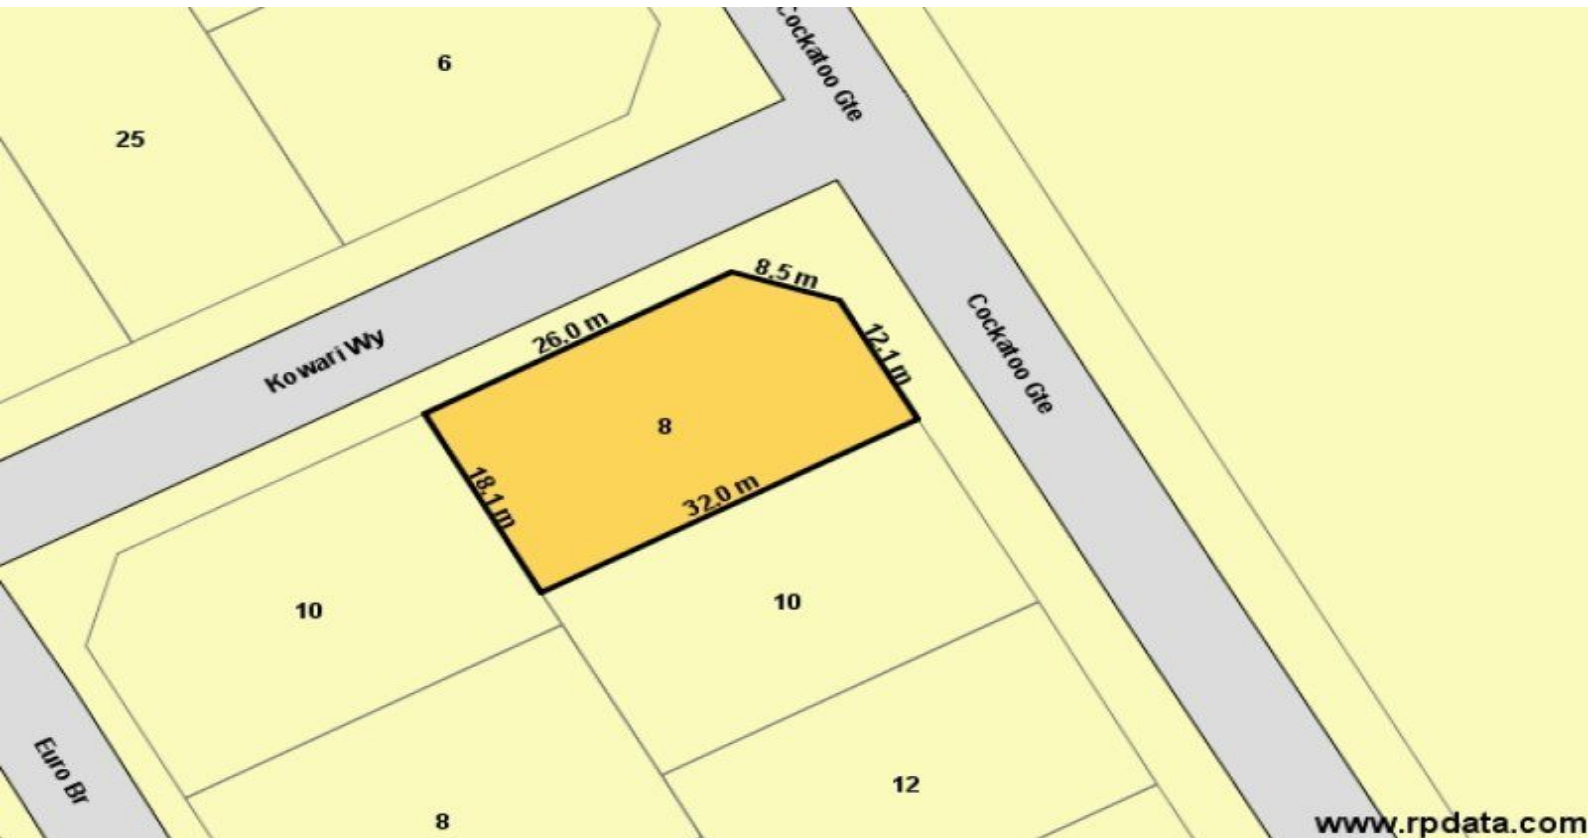 Cockatoo Gte
6
25
8.5 m
26.0 m
12.1 m
Kowari Wy
Cockatoo Gte
8
18.1 m
32.0 m
10
10
Euro Br
12
8
www.rpdata.com